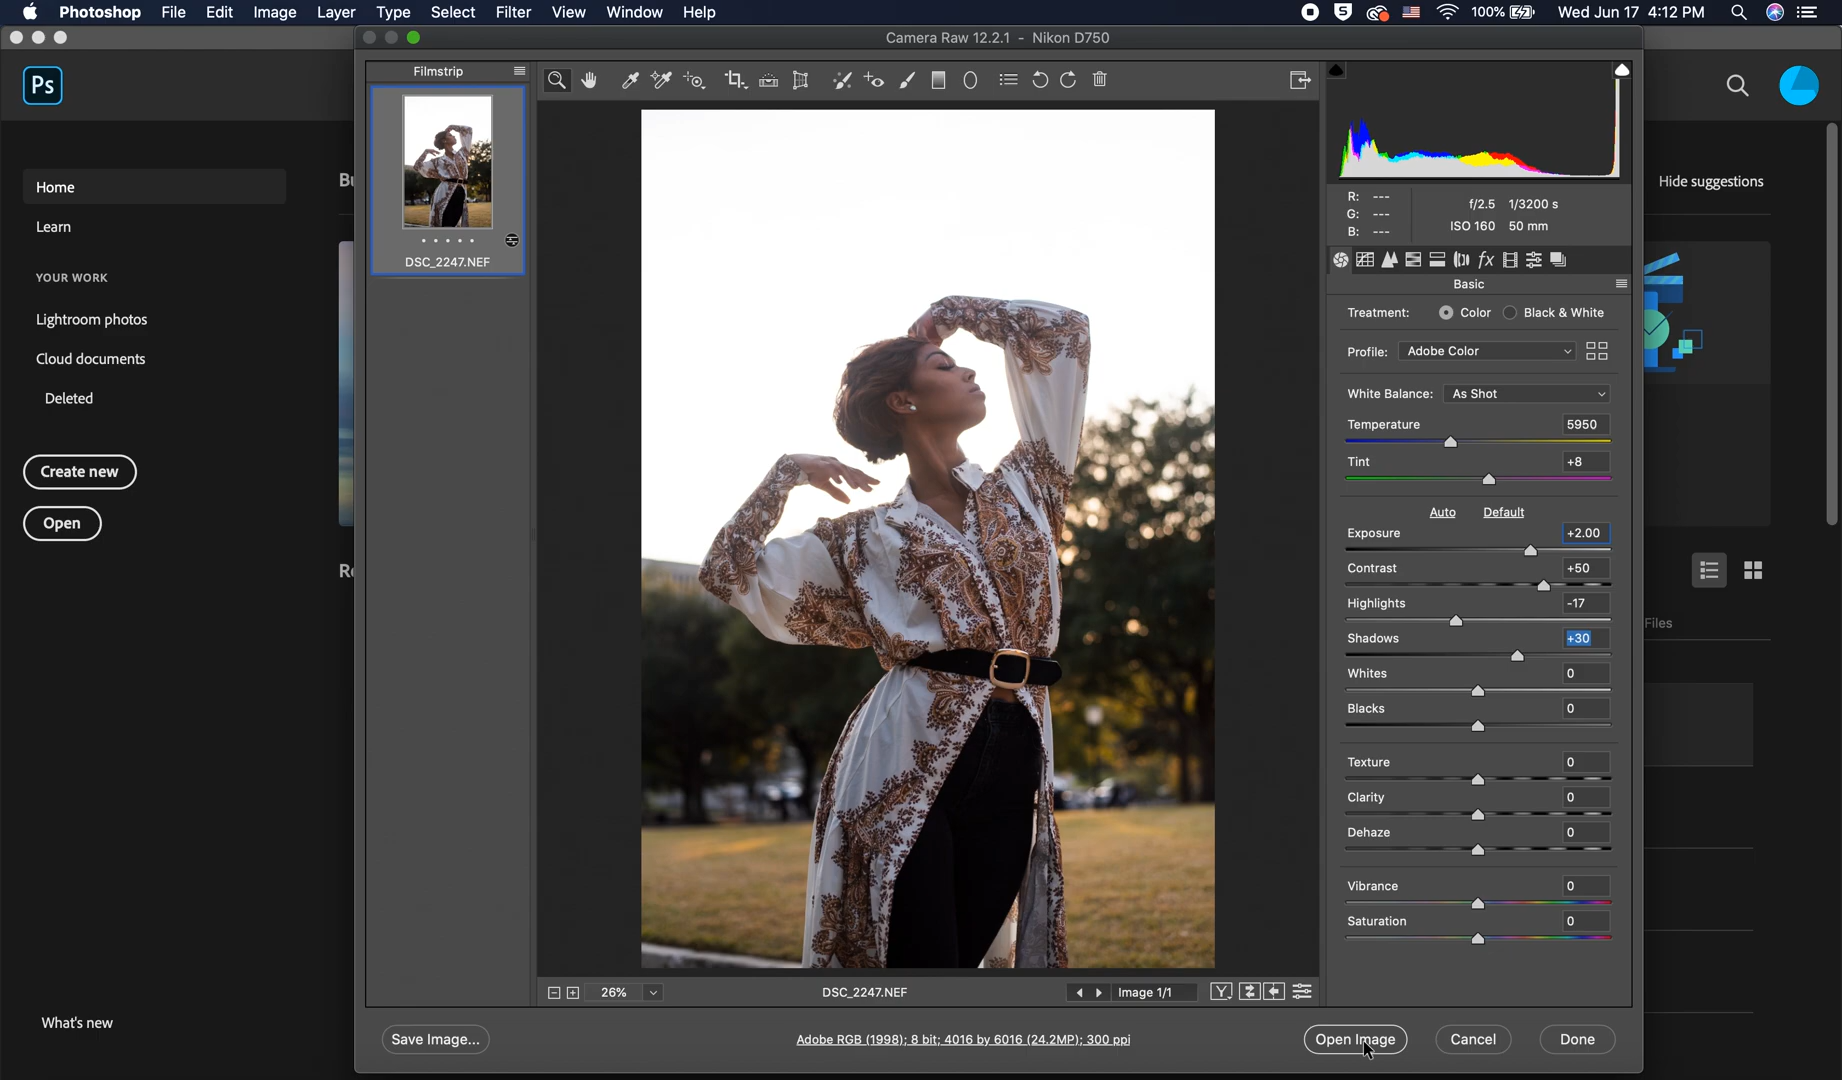 Photoshop File Edit Image Layer Type Select Filter View Window Help 100% Wed Jun 17 4:12 PM
Camera Raw 12.2.1 - Nikon D750
Ps
Home
Learn
YOUR WORK
Lightroom photos
Cloud documents
Deleted
Create new
Open
What's new
Filmstrip
DSC_2247.NEF
R: ---
G: ---
B: ---
f/2.5 1/3200 s
ISO 160 50 mm
fx
Basic
Treatment: Color Black & White
Profile: Adobe Color
White Balance: As Shot
Temperature 5950
Tint +8
Auto Default
Exposure +2.00
Contrast +50
Highlights -17
Shadows +30
Whites 0
Blacks 0
Texture 0
Clarity 0
Dehaze 0
Vibrance 0
Saturation 0
26% DSC_2247.NEF Image 1/1 Y
Save Image... Adobe RGB (1998); 8 bit; 4016 by 6016 (24.2MP); 300 ppi Open Image Cancel Done
Hide suggestions
Files